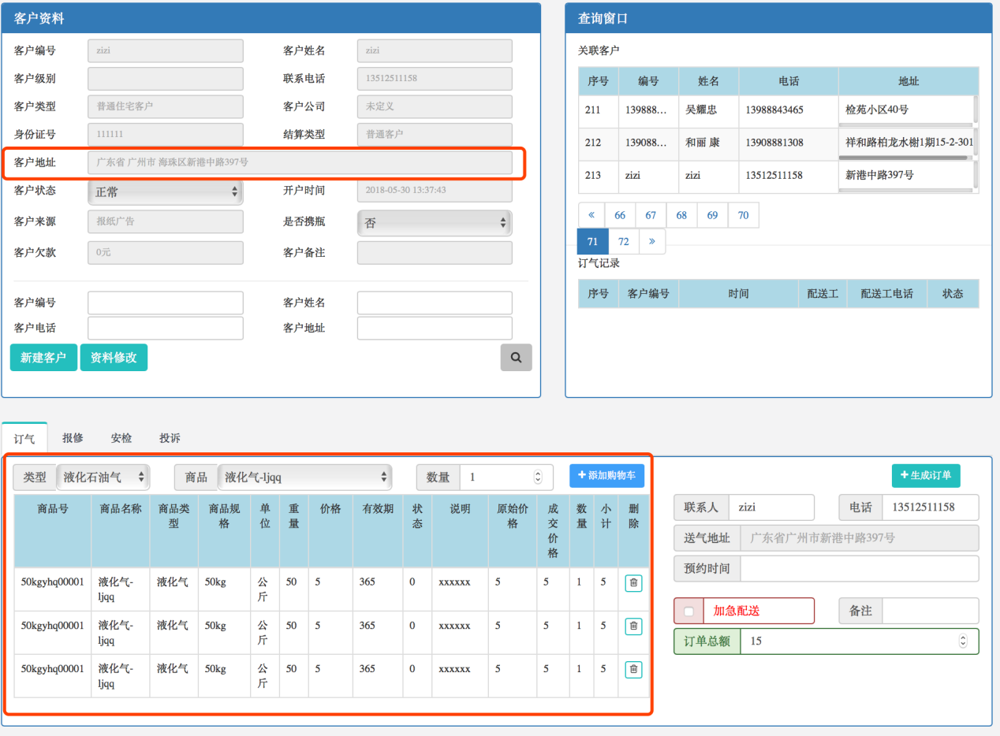 客户资料
客户编号 zizi 客户姓名 zizi
客户级别 联系电话 13512511158
客户类型 普通住宅客户 客户公司 未定义
身份证号 111111 结算类型 普通客户
客户地址 广东省 广州市 海珠区新港中路397号
客户状态 正常 开户时间 2018-05-30 13:37:43
客户来源 报纸广告 是否携瓶 否
客户欠款 0元 客户备注
客户编号 客户姓名
客户电话 客户地址
新建客户 资料修改
查询窗口
关联客户
序号 编号 姓名 电话 地址
211 139888... 吴耀忠 13988843465 检苑小区40号
212 139088... 和丽 康 13908881308 祥和路柏龙水榭1期15-2-301
213 zizi zizi 13512511158 新港中路397号
« 66 67 68 69 70
71 72 »
订气记录
序号 客户编号 时间 配送工 配送工电话 状态
订气 报修 安检 投诉
类型 液化石油气 商品 液化气-ljqq 数量 1 +添加购物车
商品号 商品名称 商品类型 商品规格 单位 重量 价格 有效期 状态 说明 原始价格 成交价格 数量 小计 删除
50kgyhq00001 液化气-ljqq 液化气 50kg 公斤 50 5 365 0 xxxxxx 5 5 1 5
50kgyhq00001 液化气-ljqq 液化气 50kg 公斤 50 5 365 0 xxxxxx 5 5 1 5
50kgyhq00001 液化气-ljqq 液化气 50kg 公斤 50 5 365 0 xxxxxx 5 5 1 5
+生成订单
联系人 zizi 电话 13512511158
送气地址 广东省广州市新港中路397号
预约时间
加急配送 备注
订单总额 15